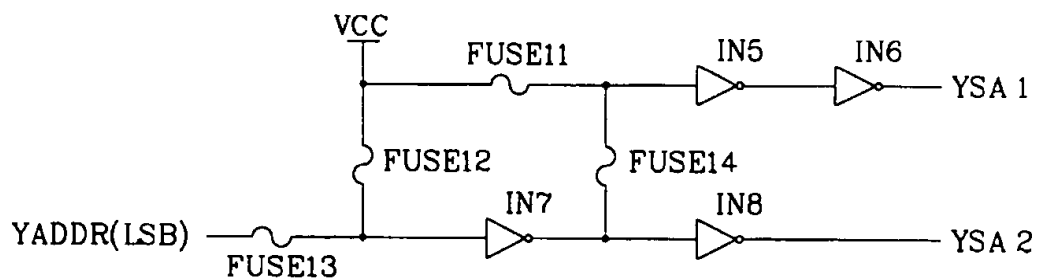 VCC
FUSE11
IN5
IN6
YSA 1
FUSE12
FUSE14
IN7
IN8
YADDR(LSB)
FUSE13
YSA 2